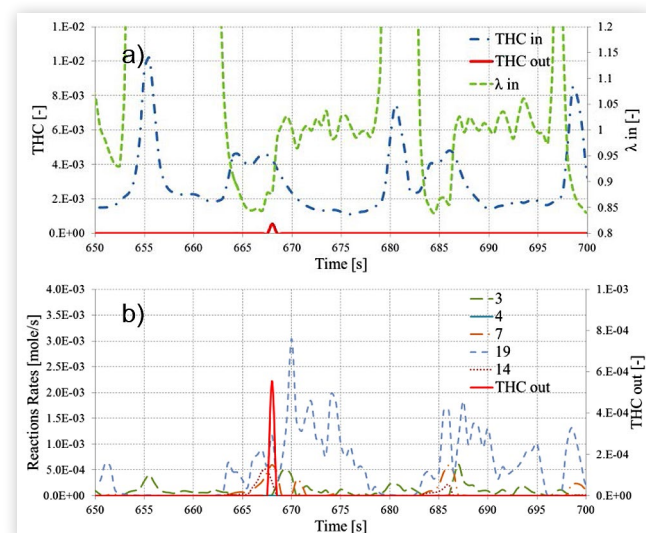 a)
1.E-02
1.E-02
8.E-03
6.E-03
4.E-03
2.E-03
0.E+00
THC [-]
THC in
THC out
λ in
1.2
1.15
1.1
1.05
1
0.95
0.9
0.85
0.8
λ in [-]
650 655 660 665 670 675 680 685 690 695 700
Time [s]
b)
4.0E-03
3.5E-03
3.0E-03
2.5E-03
2.0E-03
1.5E-03
1.0E-03
5.0E-04
0.0E+00
Reactions Rates [mole/s]
3
4
7
19
14
THC out
1.E-03
8.E-04
6.E-04
4.E-04
2.E-04
0.E+00
THC out [-]
650 655 660 665 670 675 680 685 690 695 700
Time [s]